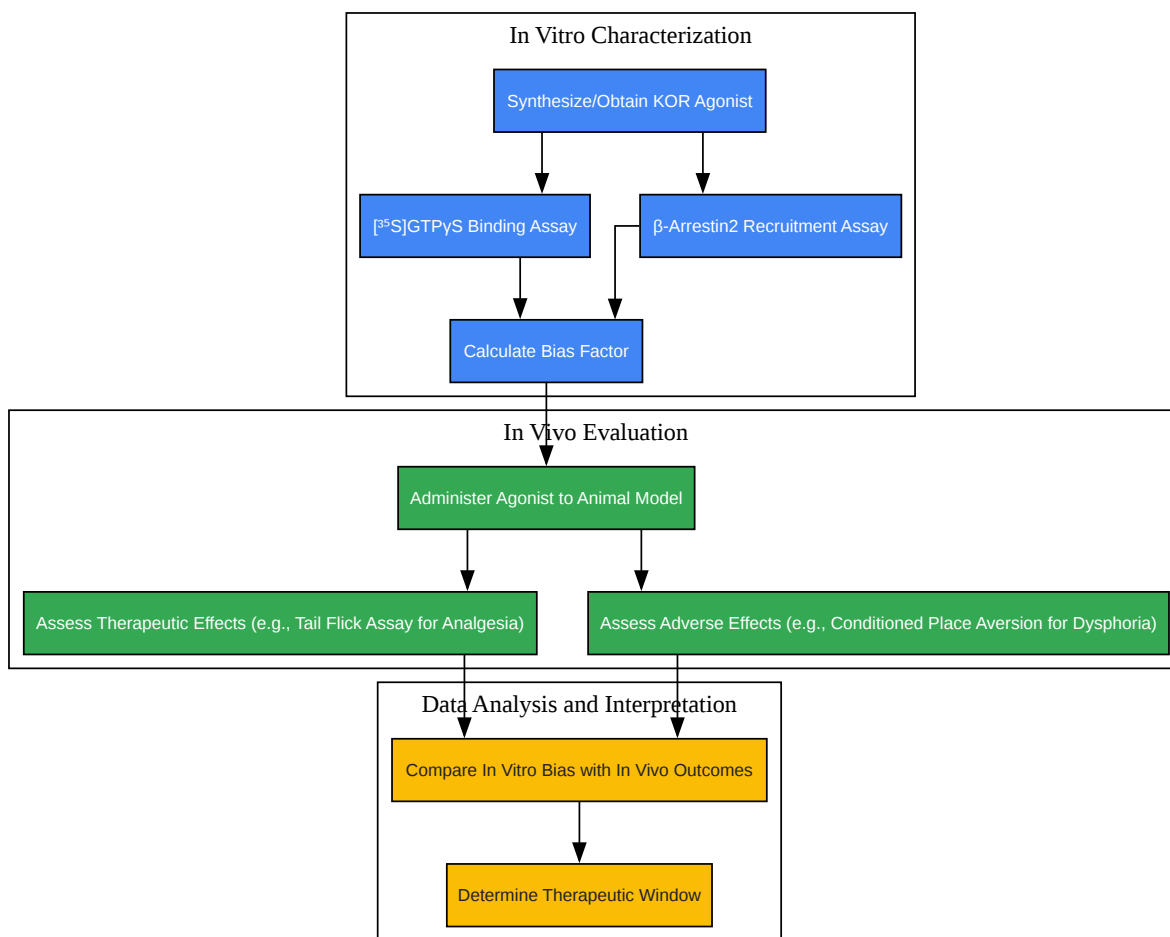 In Vitro Characterization
Synthesize/Obtain KOR Agonist
[³⁵S]GTPγS Binding Assay
β-Arrestin2 Recruitment Assay
Calculate Bias Factor
In Vivo Evaluation
Administer Agonist to Animal Model
Assess Therapeutic Effects (e.g., Tail Flick Assay for Analgesia)
Assess Adverse Effects (e.g., Conditioned Place Aversion for Dysphoria)
Data Analysis and Interpretation
Compare In Vitro Bias with In Vivo Outcomes
Determine Therapeutic Window